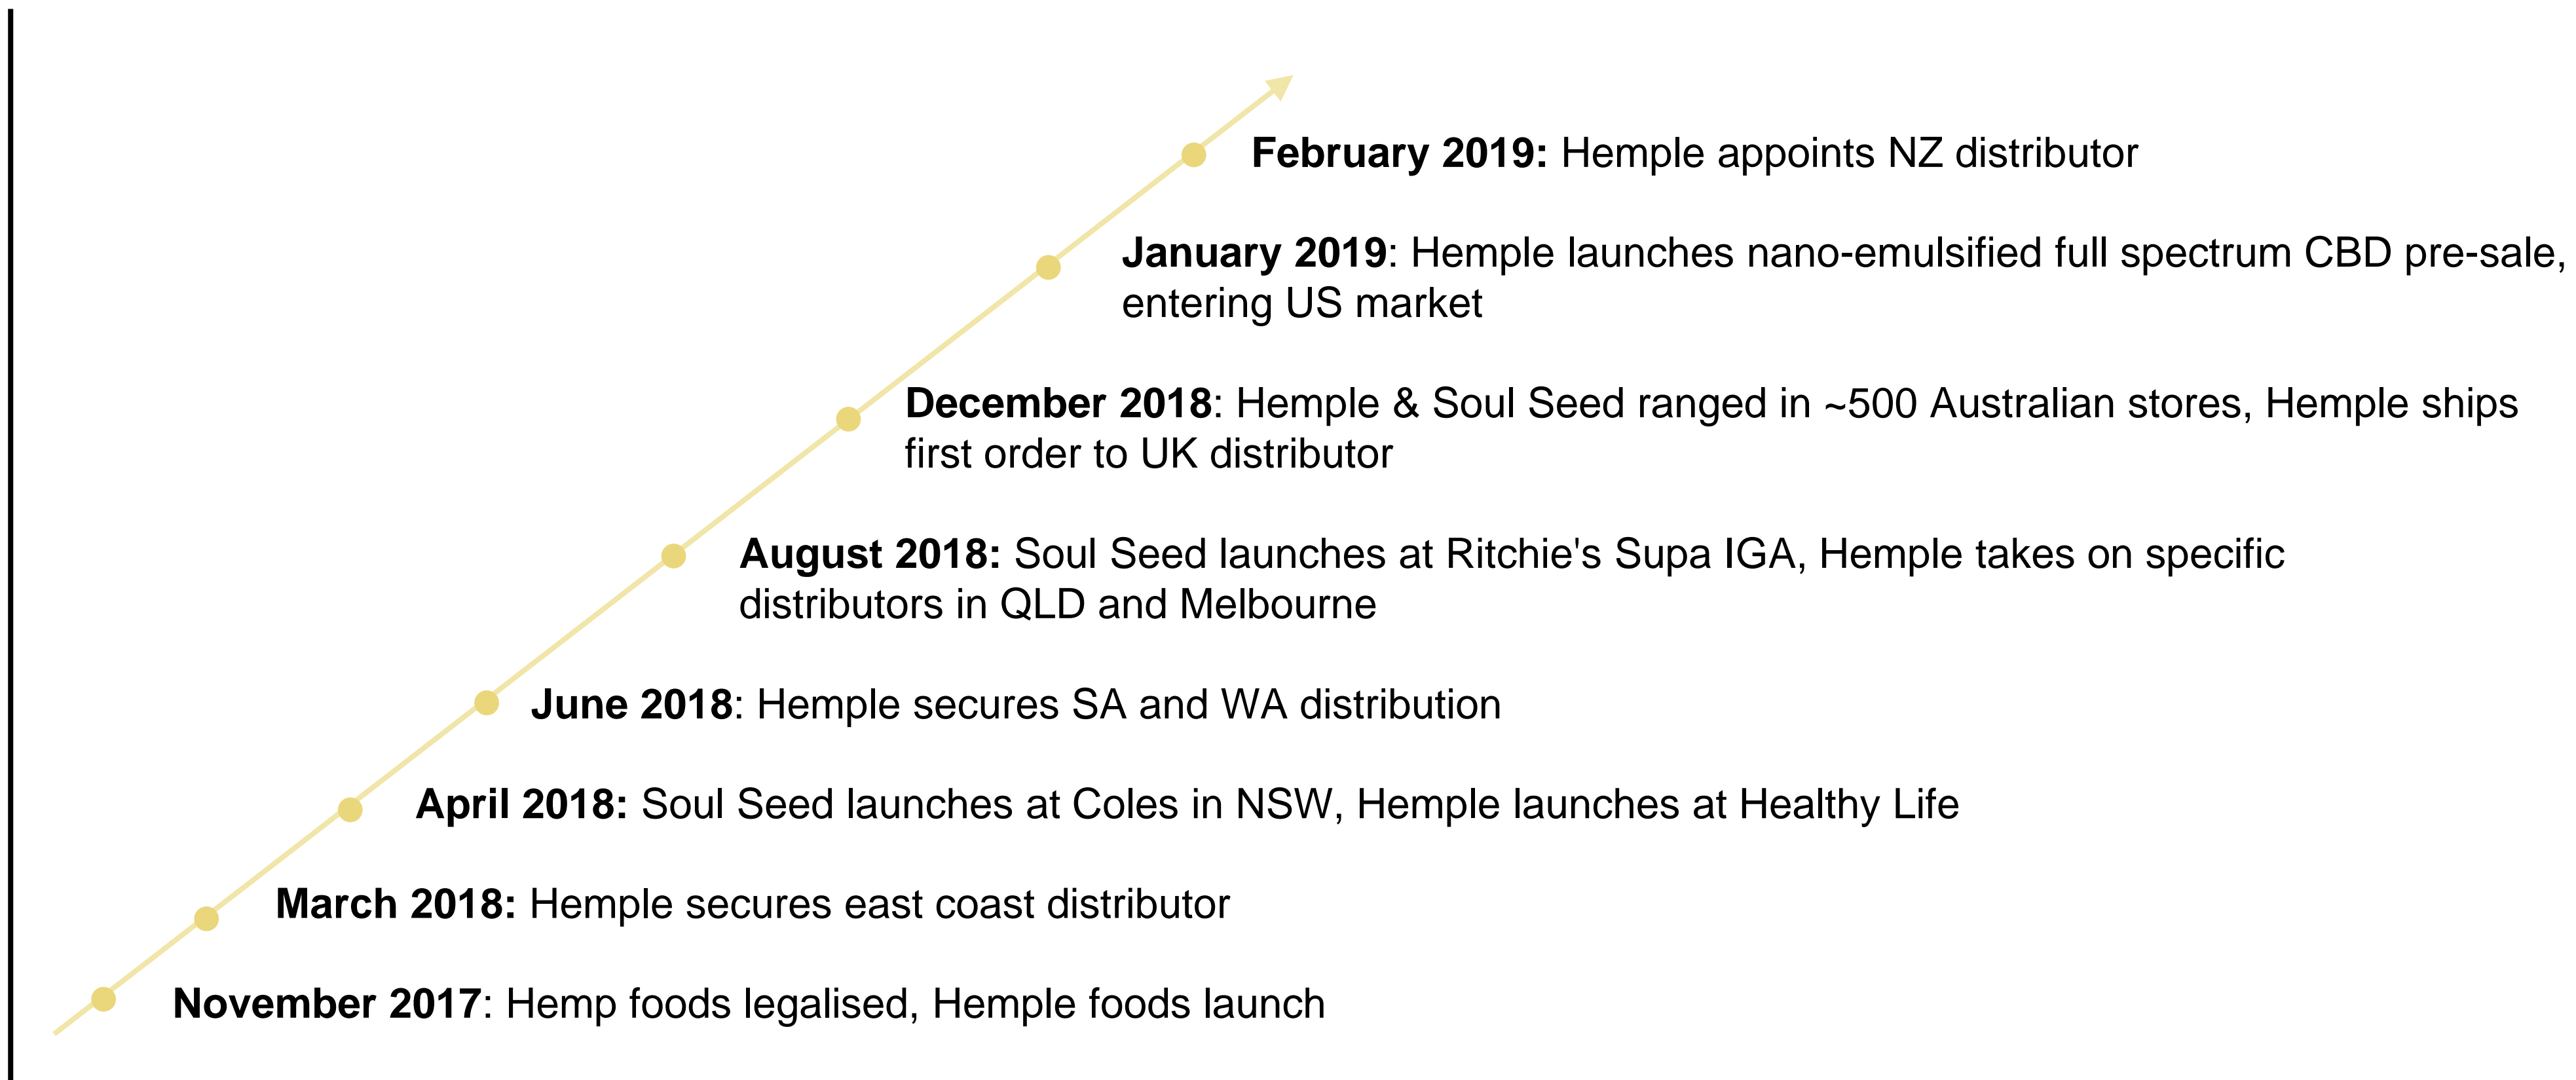 February 2019: Hemple appoints NZ distributor
January 2019: Hemple launches nano-emulsified full spectrum CBD pre-sale,
entering US market
December 2018: Hemple & Soul Seed ranged in ~500 Australian stores, Hemple ships
first order to UK distributor
August 2018: Soul Seed launches at Ritchie's Supa IGA, Hemple takes on specific
distributors in QLD and Melbourne
June 2018: Hemple secures SA and WA distribution
April 2018: Soul Seed launches at Coles in NSW, Hemple launches at Healthy Life
March 2018: Hemple secures east coast distributor
November 2017: Hemp foods legalised, Hemple foods launch